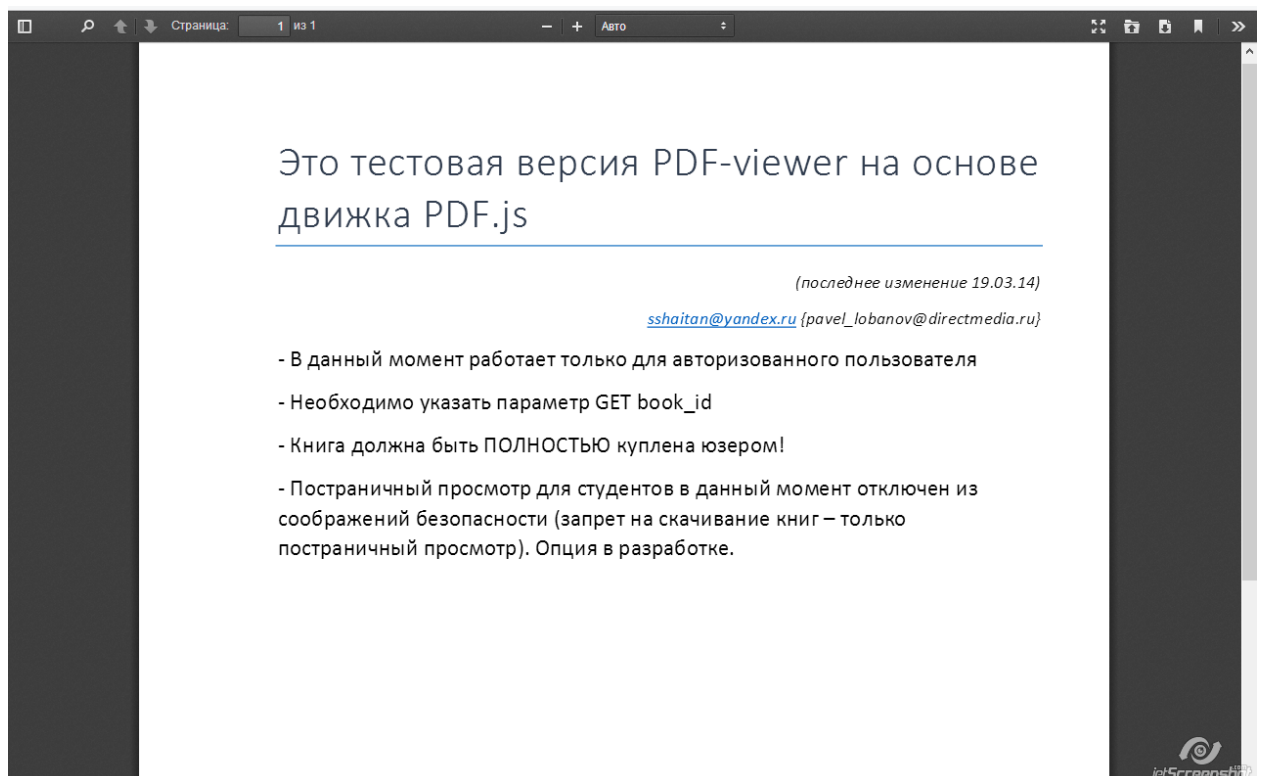 Страница: 1 из 1 Авто
Это тестовая версия PDF-viewer на основе
движка PDF.js
(последнее изменение 19.03.14)
sshaitan@yandex.ru {pavel_lobanov@directmedia.ru}
- В данный момент работает только для авторизованного пользователя
- Необходимо указать параметр GET book_id
- Книга должна быть ПОЛНОСТЬЮ куплена юзером!
- Постраничный просмотр для студентов в данный момент отключен из
соображений безопасности (запрет на скачивание книг – только
постраничный просмотр). Опция в разработке.
jetScreenshot